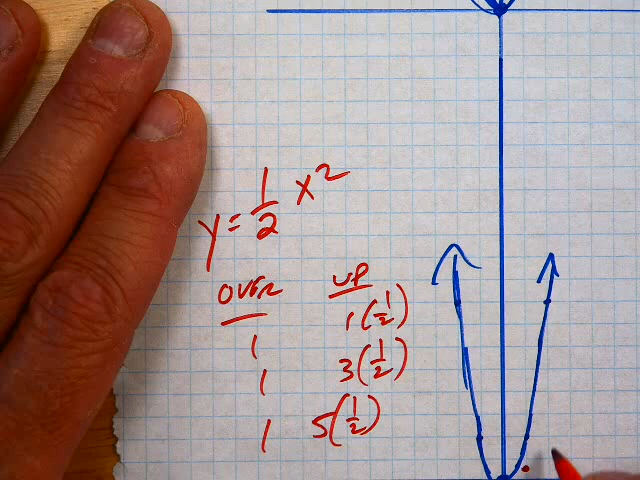 y = 1/2 x²
OVER UP
1 1(1/2)
1 3(1/2)
1 5(1/2)